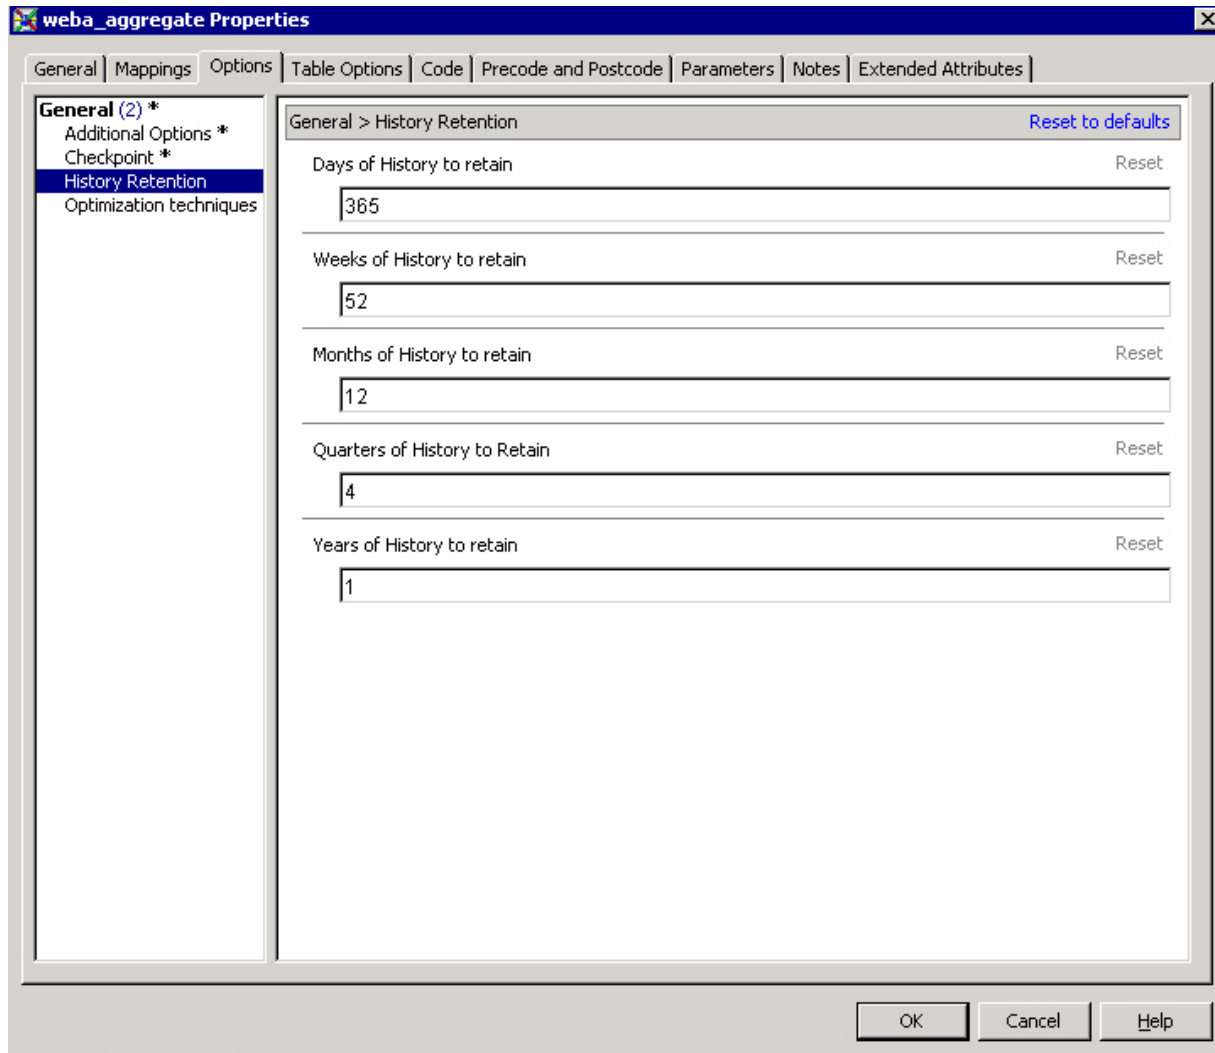 weba_aggregate Properties
General Mappings Options Table Options Code Precode and Postcode Parameters Notes Extended Attributes
General (2) *
Additional Options *
Checkpoint *
History Retention
Optimization techniques
General > History Retention Reset to defaults
Days of History to retain Reset
365
Weeks of History to retain Reset
52
Months of History to retain Reset
12
Quarters of History to Retain Reset
4
Years of History to retain Reset
1
OK Cancel Help